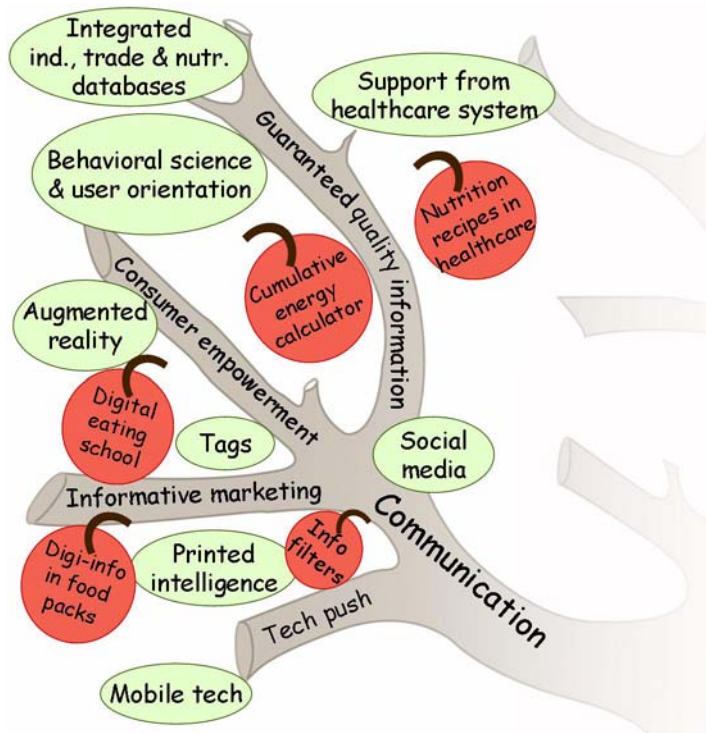 Integrated
ind., trade & nutr.
databases
Support from
healthcare system
Guaranteed quality information
Behavioral science
& user orientation
Nutrition
recipes in
healthcare
Cumulative
energy
calculator
Consumer empowerment
Augmented
reality
Digital
eating
school
Tags
Social
media
Informative marketing
Communication
Digi-info
in food
packs
Printed
intelligence
Info
filters
Tech push
Mobile tech